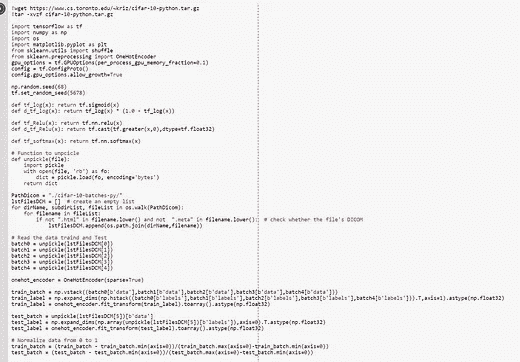 !wget https://www.cs.toronto.edu/~kriz/cifar-10-python.tar.gz
!tar -xvzf cifar-10-python.tar.gz
import tensorflow as tf
import numpy as np
import os
import matplotlib.pyplot as plt
from sklearn.utils import shuffle
from sklearn.preprocessing import OneHotEncoder
gpu_options = tf.GPUOptions(per_process_gpu_memory_fraction=0.1)
config = tf.ConfigProto()
config.gpu_options.allow_growth=True
np.random.seed(68)
tf.set_random_seed(5678)
def tf_log(x): return tf.sigmoid(x)
def d_tf_log(x): return tf_log(x) * (1.0 - tf_log(x))
def tf_Relu(x): return tf.nn.relu(x)
def d_tf_Relu(x): return tf.cast(tf.greater(x,0),dtype=tf.float32)
def tf_softmax(x): return tf.nn.softmax(x)
# Function to unpicle
def unpickle(file):
import pickle
with open(file, 'rb') as fo:
dict = pickle.load(fo, encoding='bytes')
return dict
PathDicom = "./cifar-10-batches-py/"
lstFilesDCM = [] # create an empty list
for dirName, subdirList, fileList in os.walk(PathDicom):
for filename in fileList:
if not ".html" in filename.lower() and not ".meta" in filename.lower(): # check whether the file's DICOM
lstFilesDCM.append(os.path.join(dirName,filename))
# Read the data traind and Test
batch0 = unpickle(lstFilesDCM[0])
batch1 = unpickle(lstFilesDCM[1])
batch2 = unpickle(lstFilesDCM[2])
batch3 = unpickle(lstFilesDCM[3])
batch4 = unpickle(lstFilesDCM[4])
onehot_encoder = OneHotEncoder(sparse=True)
train_batch = np.vstack((batch0[b'data'],batch1[b'data'],batch2[b'data'],batch3[b'data'],batch4[b'data']))
train_label = np.expand_dims(np.hstack((batch0[b'labels'],batch1[b'labels'],batch2[b'labels'],batch3[b'labels'],batch4[b'labels'])).T,axis=1).astype(np.float32)
train_label = onehot_encoder.fit_transform(train_label).toarray().astype(np.float32)
test_batch = unpickle(lstFilesDCM[5])[b'data']
test_label = np.expand_dims(np.array(unpickle(lstFilesDCM[5])[b'labels']),axis=0).T.astype(np.float32)
test_label = onehot_encoder.fit_transform(test_label).toarray().astype(np.float32)
# Normalize data from 0 to 1
train_batch = (train_batch - train_batch.min(axis=0))/(train_batch.max(axis=0)-train_batch.min(axis=0))
test_batch = (test_batch - test_batch.min(axis=0))/(test_batch.max(axis=0)-test_batch.min(axis=0))